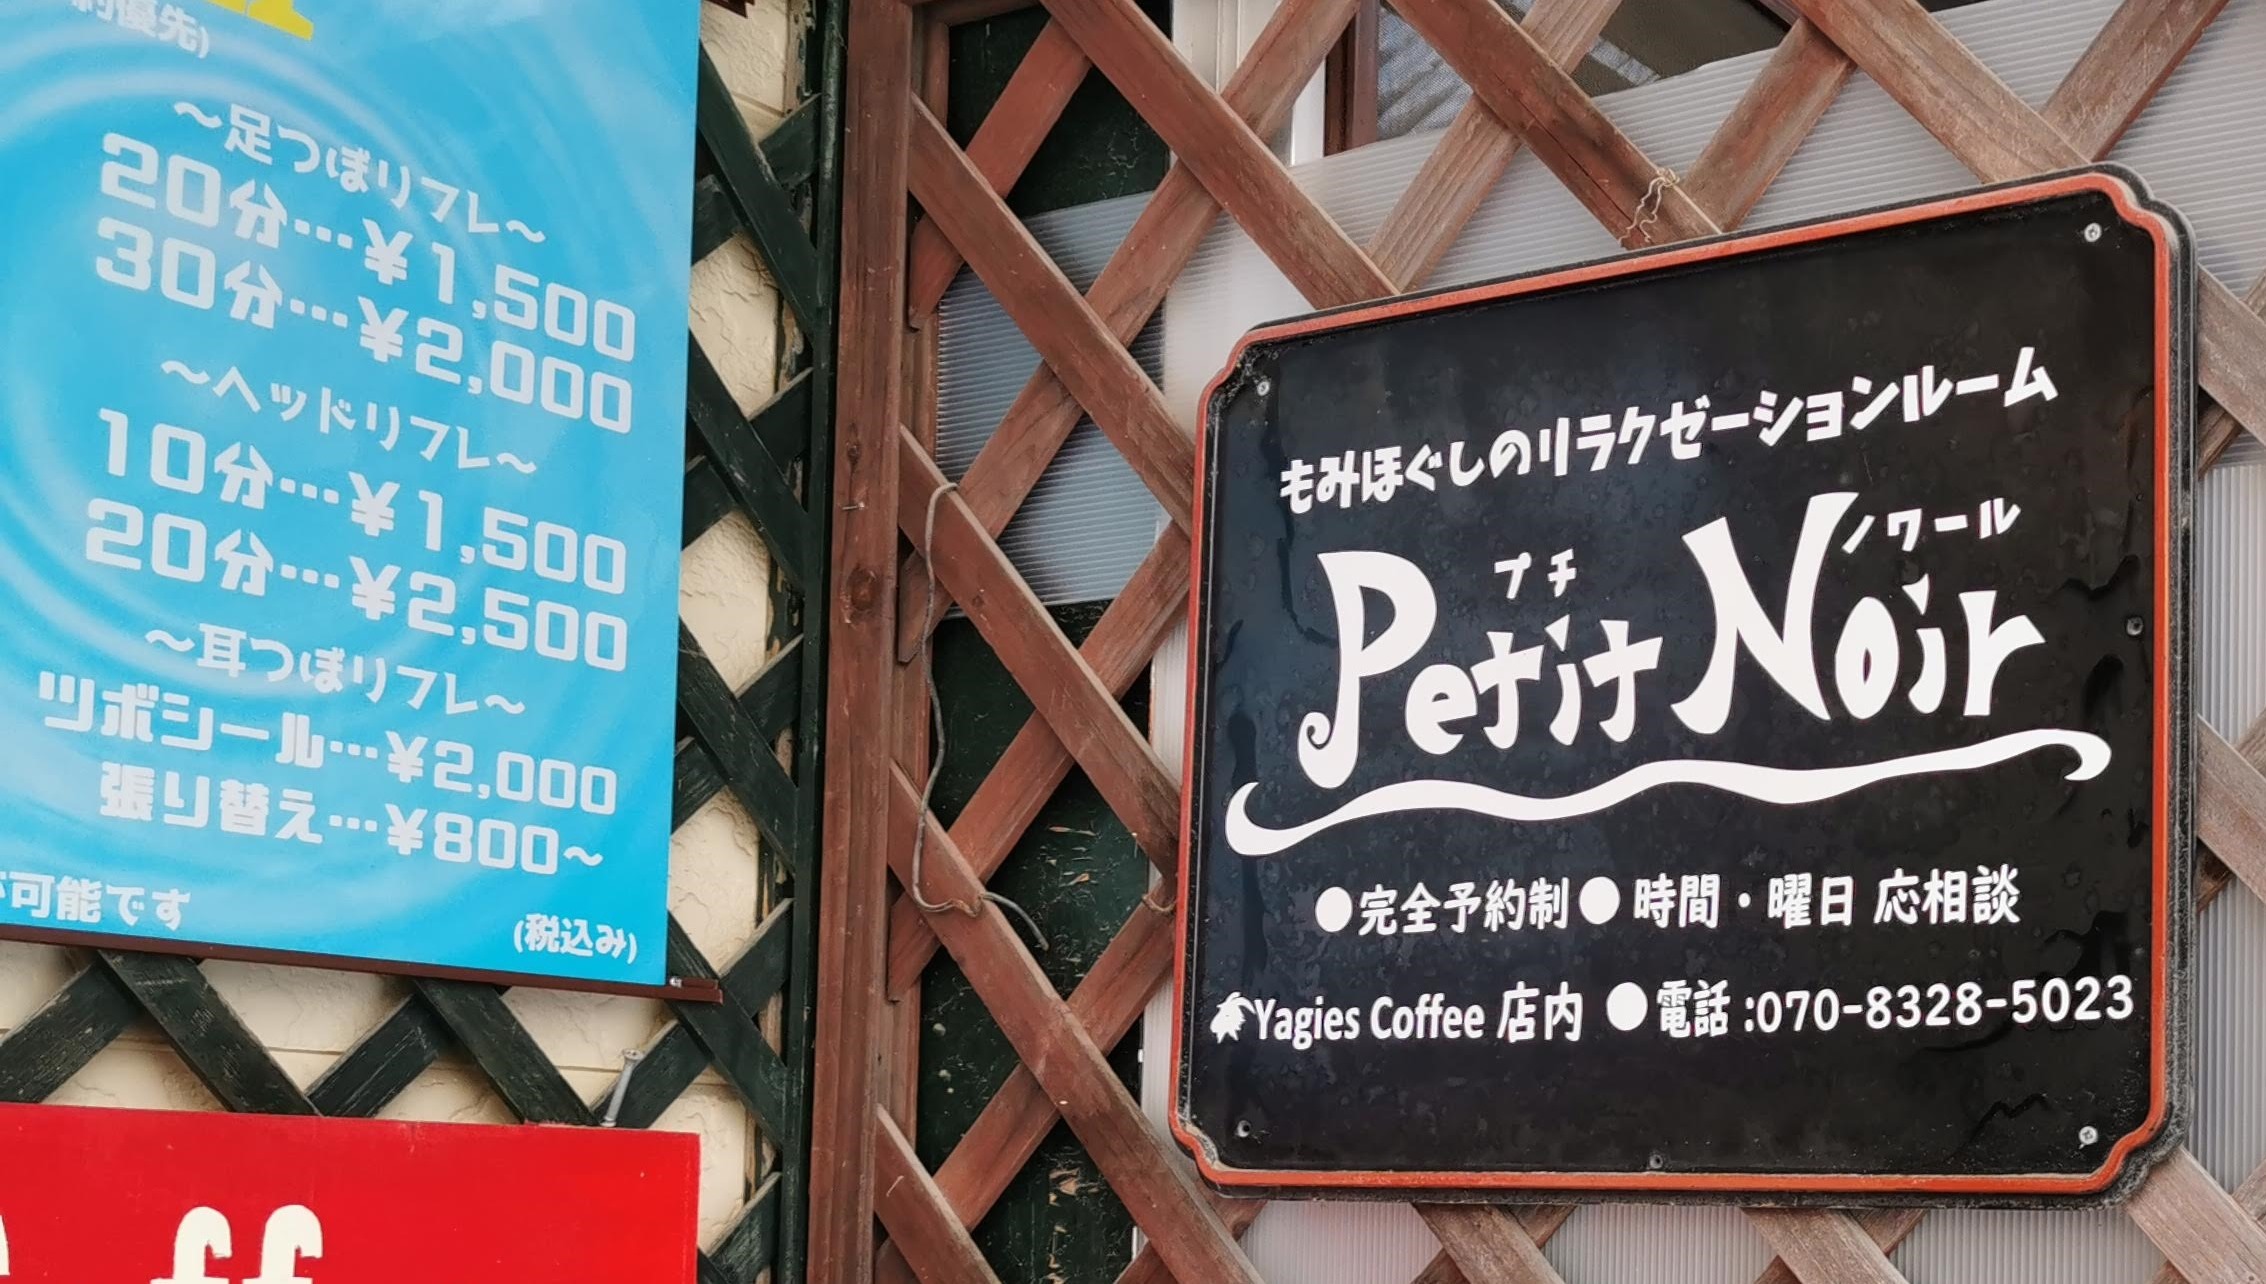 優先)
～足つぼリフレ～
20分…¥1,500
30分…¥2,000
～ヘッドリフレ～
10分…¥1,500
20分…¥2,500
～耳つぼリフレ～
ツボシール…¥2,000
張り替え…¥800～
可能です
(税込み)
もみほぐしのリラクゼーションルーム
プチ ノワール
Petit Noir
●完全予約制● 時間・曜日 応相談
Yagies Coffee 店内 ●電話:070-8328-5023
ff